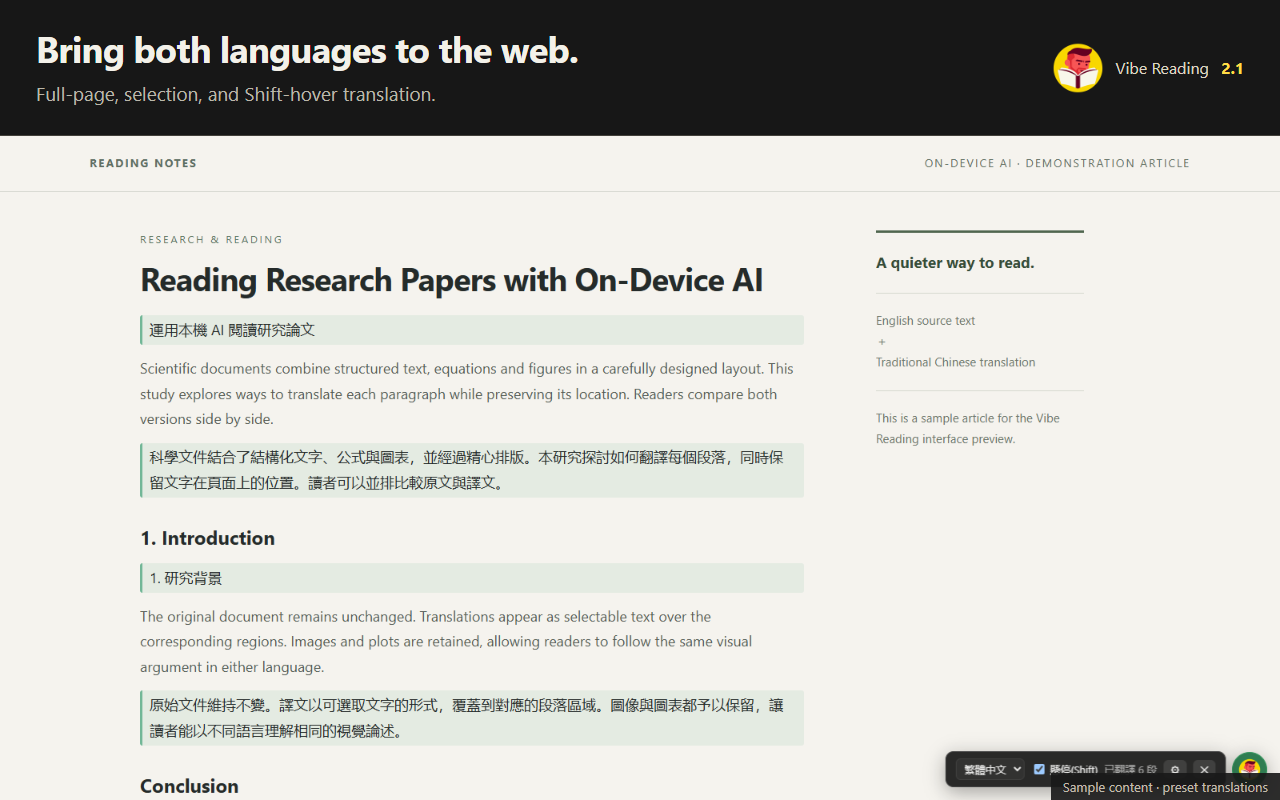 Bring both languages to the web.
Full-page, selection, and Shift-hover translation.
Vibe Reading 2.1
READING NOTES
ON-DEVICE AI · DEMONSTRATION ARTICLE
RESEARCH & READING
Reading Research Papers with On-Device AI
運用本機 AI 閱讀研究論文
Scientific documents combine structured text, equations and figures in a carefully designed layout. This
study explores ways to translate each paragraph while preserving its location. Readers compare both
versions side by side.
科學文件結合了結構化文字、公式與圖表，並經過精心排版。本研究探討如何翻譯每個段落，同時保
留文字在頁面上的位置。讀者可以並排比較原文與譯文。
1. Introduction
1. 研究背景
The original document remains unchanged. Translations appear as selectable text over the
corresponding regions. Images and plots are retained, allowing readers to follow the same visual
argument in either language.
原始文件維持不變。譯文以可選取文字的形式，覆蓋到對應的段落區域。圖像與圖表都予以保留，讓
讀者能以不同語言理解相同的視覺論述。
Conclusion
A quieter way to read.
English source text
+
Traditional Chinese translation
This is a sample article for the Vibe
Reading interface preview.
繁體中文 懸停(Shift) 已翻譯 6 段
Sample content · preset translations